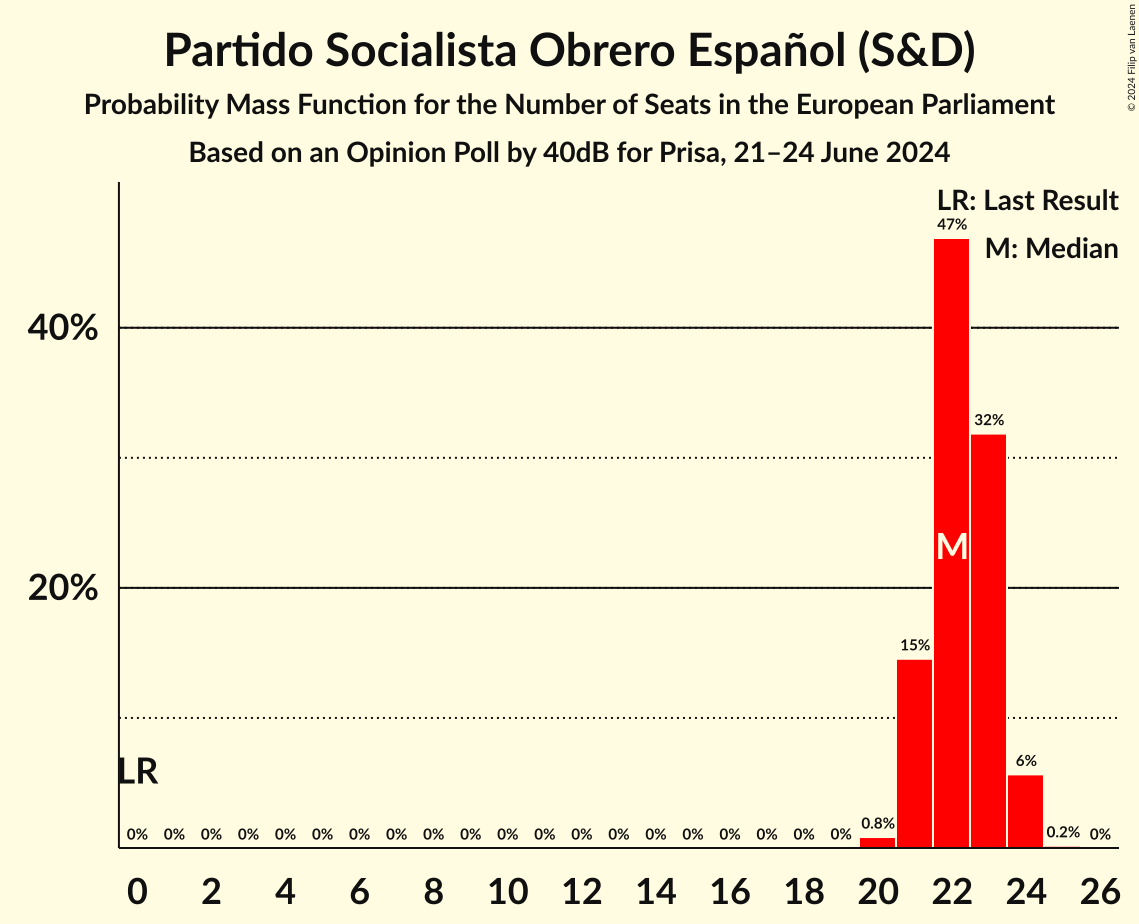 Partido Socialista Obrero Español (S&D)
Probability Mass Function for the Number of Seats in the European Parliament
Based on an Opinion Poll by 40dB for Prisa, 21–24 June 2024
© 2024 Filip van Laenen
LR: Last Result
M: Median
47%
40%
32%
M
20%
15%
LR
6%
0% 0% 0% 0% 0% 0% 0% 0% 0% 0% 0% 0% 0% 0% 0% 0% 0% 0% 0% 0% 0.8% 0.2% 0%
0 2 4 6 8 10 12 14 16 18 20 22 24 26